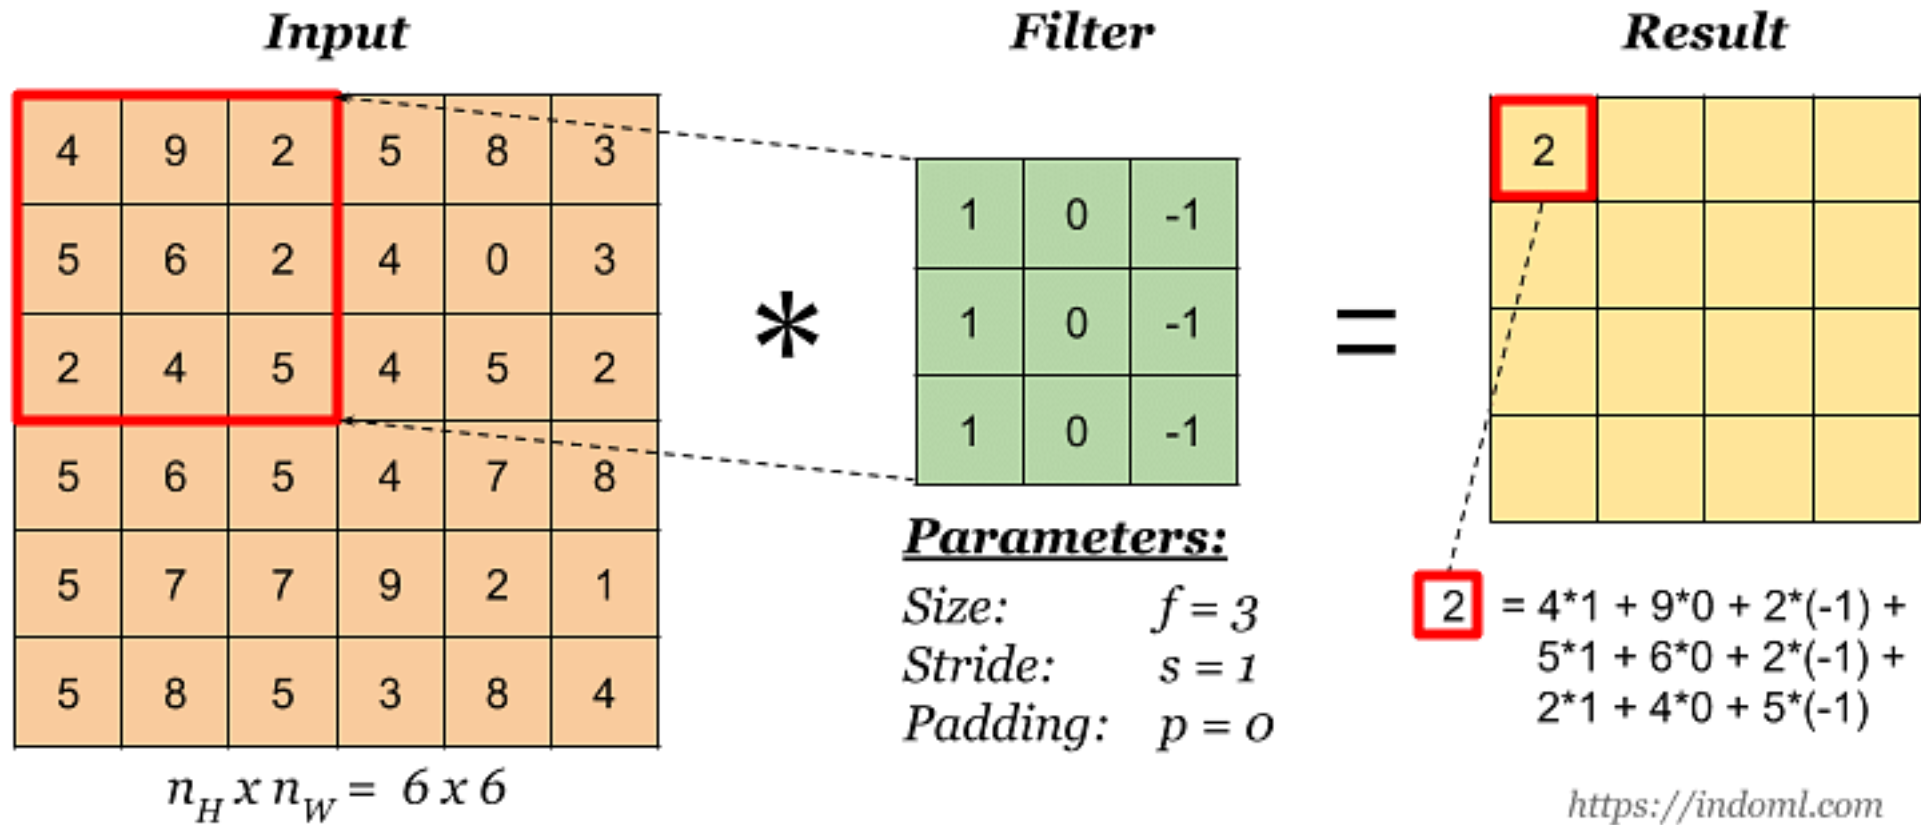 Input
Filter
Result
4 9 2 5 8 3
5 6 2 4 0 3
2 4 5 4 5 2
5 6 5 4 7 8
5 7 7 9 2 1
5 8 5 3 8 4
n_H x n_W = 6 x 6
*
1 0 -1
1 0 -1
1 0 -1
Parameters:
Size: f = 3
Stride: s = 1
Padding: p = 0
=
2
2 = 4*1 + 9*0 + 2*(-1) +
5*1 + 6*0 + 2*(-1) +
2*1 + 4*0 + 5*(-1)
https://indoml.com